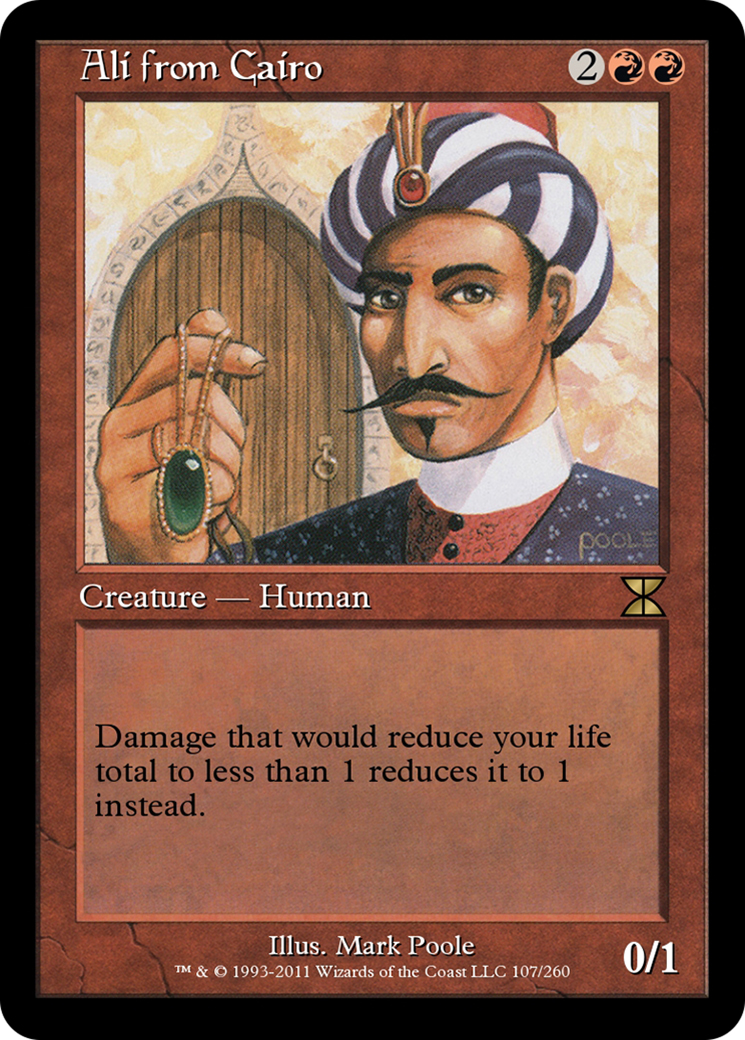 Ali from Cairo
2
POOLE
Creature — Human
Damage that would reduce your life
total to less than 1 reduces it to 1
instead.
Illus. Mark Poole
™ & © 1993-2011 Wizards of the Coast LLC 107/260
0/1